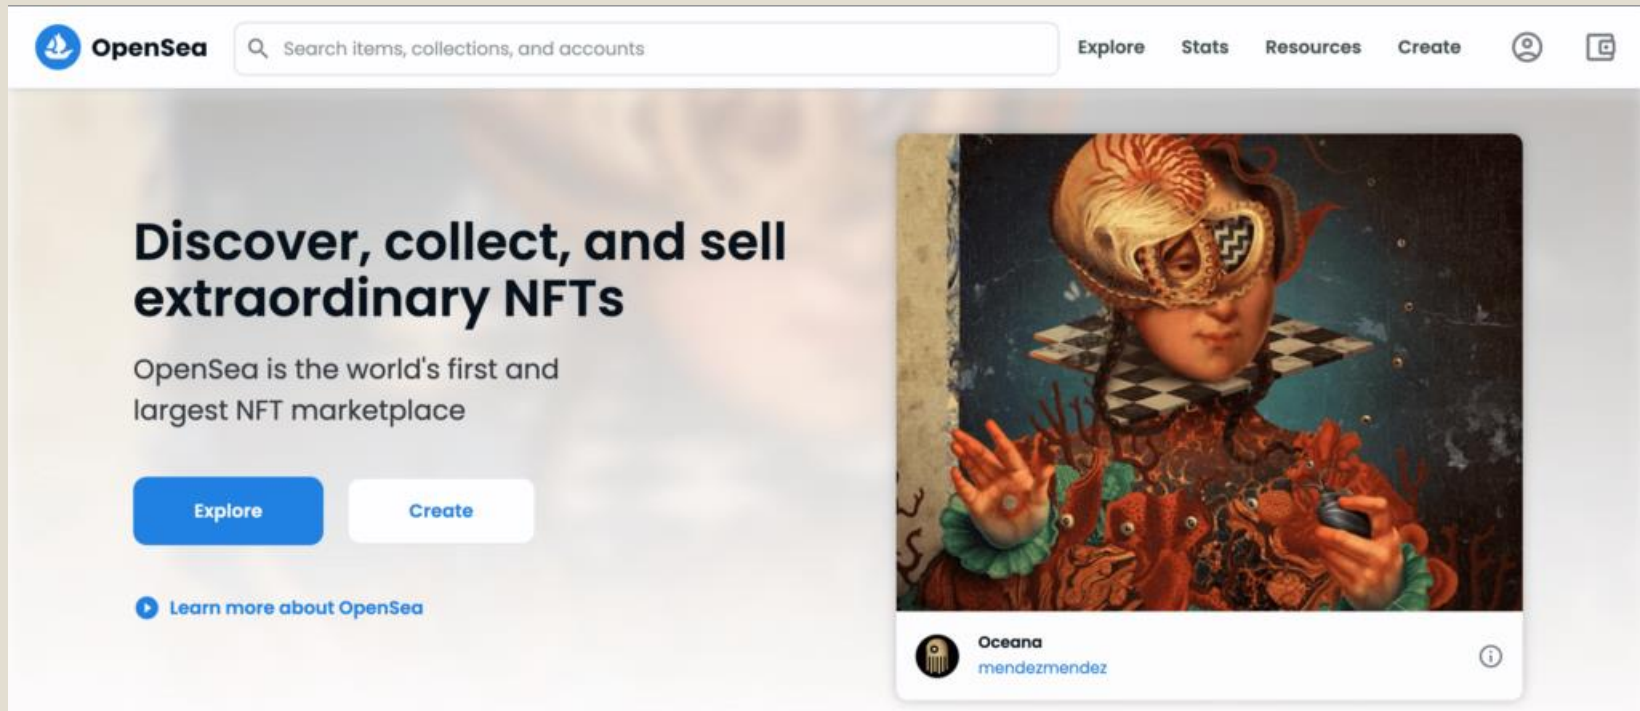 OpenSea
Search items, collections, and accounts
Explore
Stats
Resources
Create
Discover, collect, and sell
extraordinary NFTs
OpenSea is the world's first and
largest NFT marketplace
Explore
Create
Learn more about OpenSea
Oceana
mendezmendez